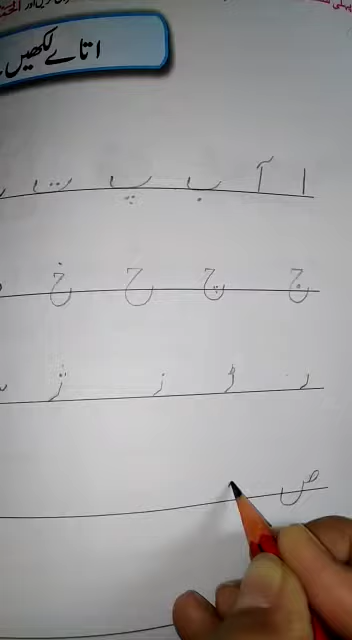 ا تا ے لکھیں
ا آ ب پ ت
ج چ ح خ
ر ڑ ز ژ
ص